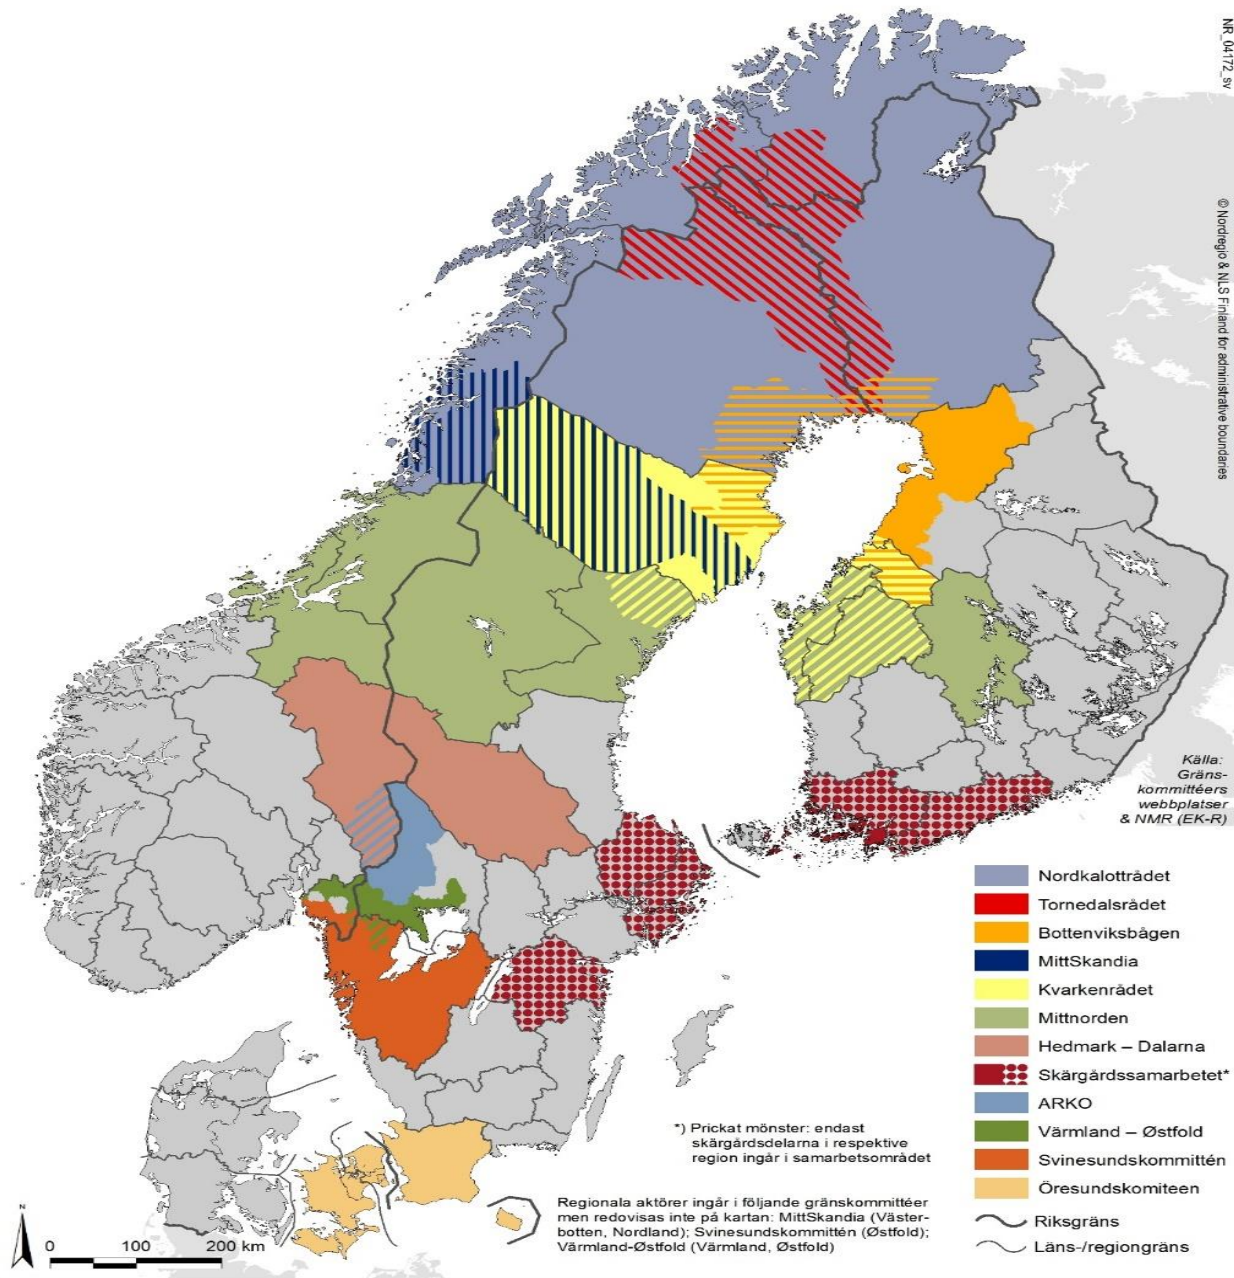 NR_04172_sv
© Nordregio & NLS Finland for administrative boundaries
Källa:
Gräns-
kommittéers
webbplatser
& NMR (EK-R)
Nordkalottrådet
Tornedalsrådet
Bottenviksbågen
MittSkandia
Kvarkenrådet
Mittnorden
Hedmark – Dalarna
Skärgårdssamarbetet*
ARKO
Värmland – Østfold
Svinesundskommittén
Öresundskomiteen
Riksgräns
Läns-/regiongräns
*) Prickat mönster: endast
skärgårdsdelarna i respektive
region ingår i samarbetsområdet
Regionala aktörer ingår i följande gränskommittéer
men redovisas inte på kartan: MittSkandia (Väster-
botten, Nordland); Svinesundskommittén (Østfold);
Värmland-Østfold (Värmland, Østfold)
N
0 100 200 km